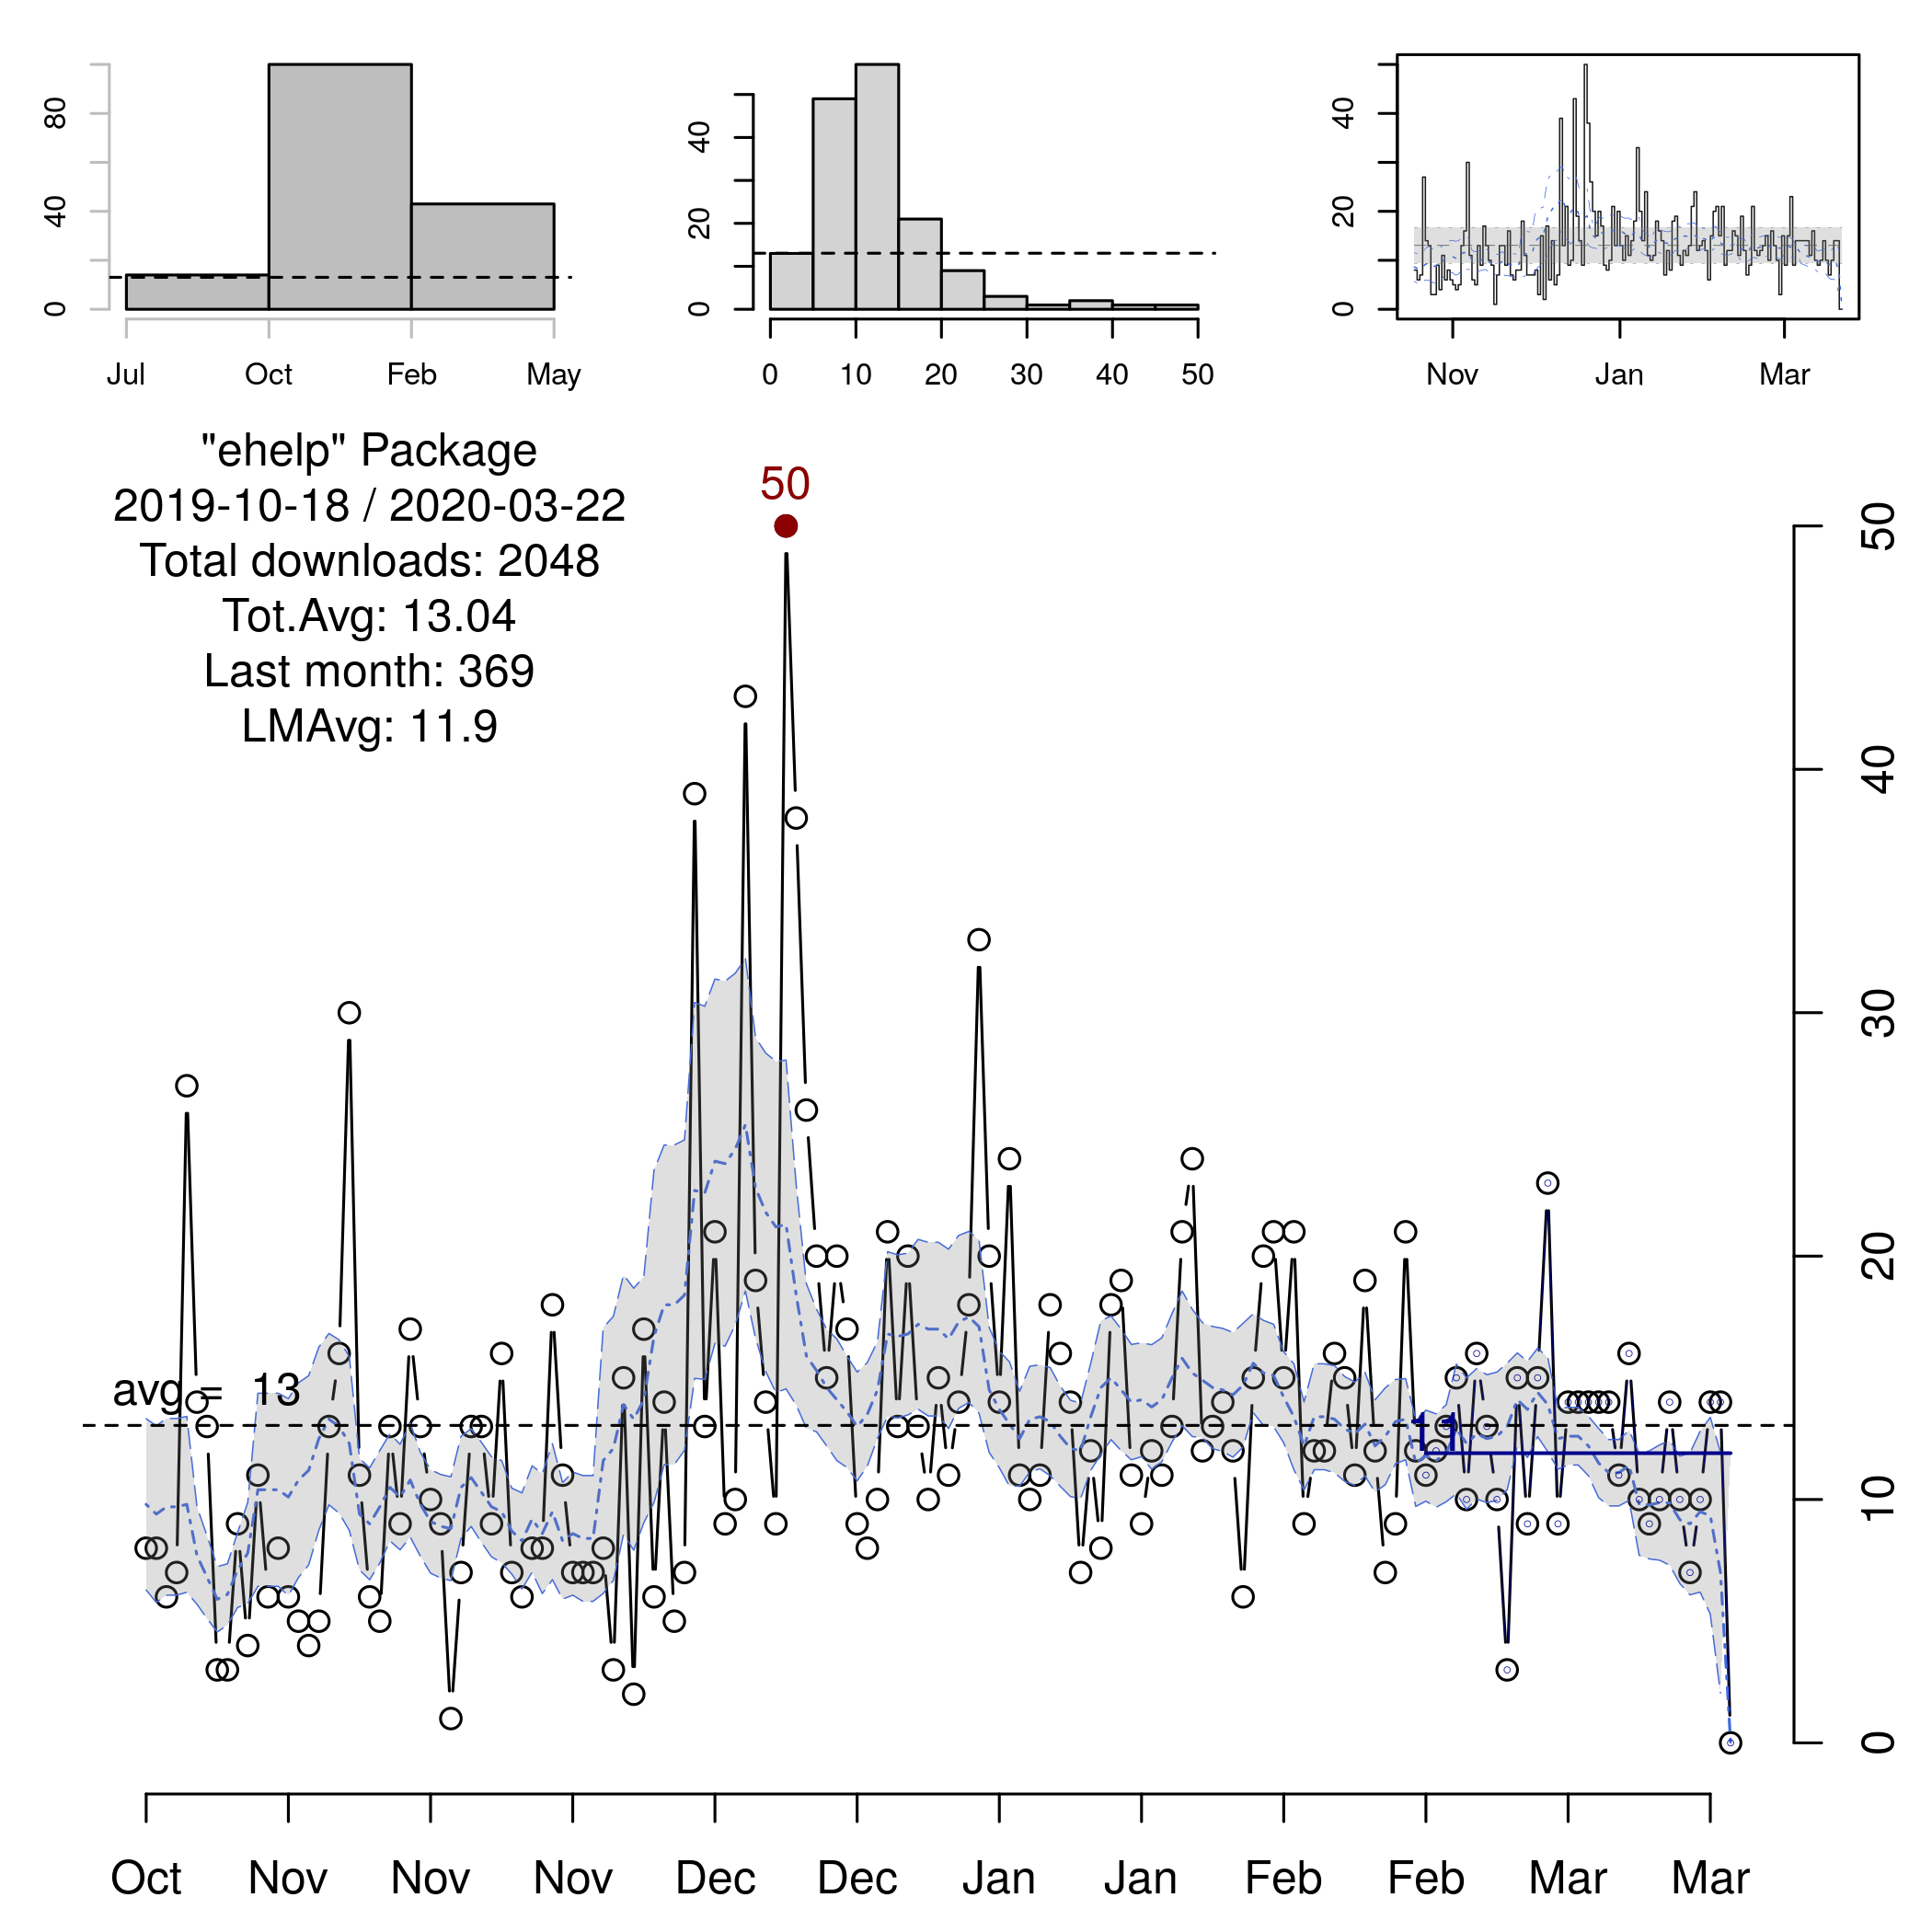 0 40 80
Jul Oct Feb May
0 20 40
0 10 20 30 40 50
0 20 40
Nov Jan Mar
"ehelp" Package
2019-10-18 / 2020-03-22
Total downloads: 2048
Tot.Avg: 13.04
Last month: 369
LMAvg: 11.9
50
avg = 13
11
0 10 20 30 40 50
Oct Nov Nov Nov Dec Dec Jan Jan Feb Feb Mar Mar